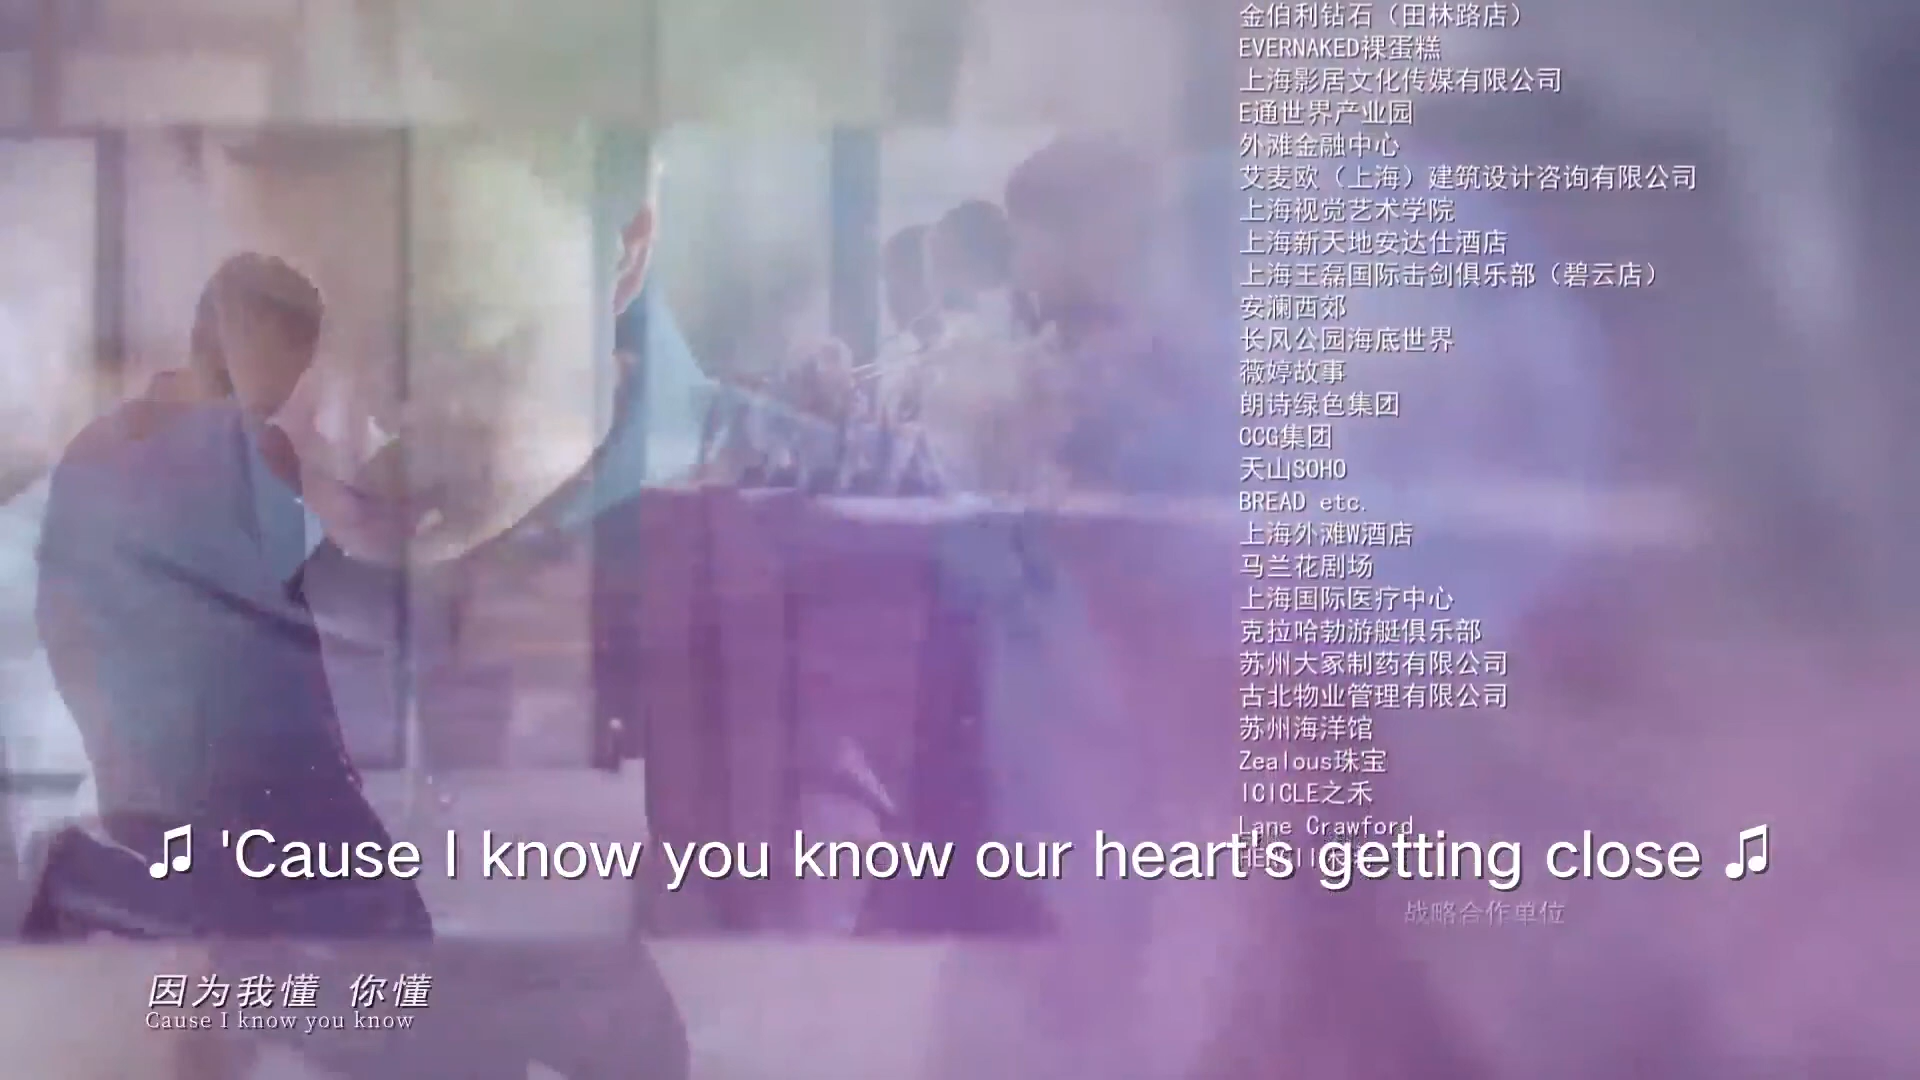 金伯利钻石（田林路店）
EVERNAKED裸蛋糕
上海影居文化传媒有限公司
E通世界产业园
外滩金融中心
艾麦欧（上海）建筑设计咨询有限公司
上海视觉艺术学院
上海新天地安达仕酒店
上海王磊国际击剑俱乐部（碧云店）
安澜西郊
长风公园海底世界
薇婷故事
朗诗绿色集团
CCG集团
天山SOHO
BREAD etc.
上海外滩W酒店
马兰花剧场
上海国际医疗中心
克拉哈勃游艇俱乐部
苏州大冢制药有限公司
古北物业管理有限公司
苏州海洋馆
Zealous珠宝
ICICLE之禾
Lane Crawford
♫ 'Cause I know you know our heart's getting close ♫
战略合作单位
因为我懂 你懂
Cause I know you know